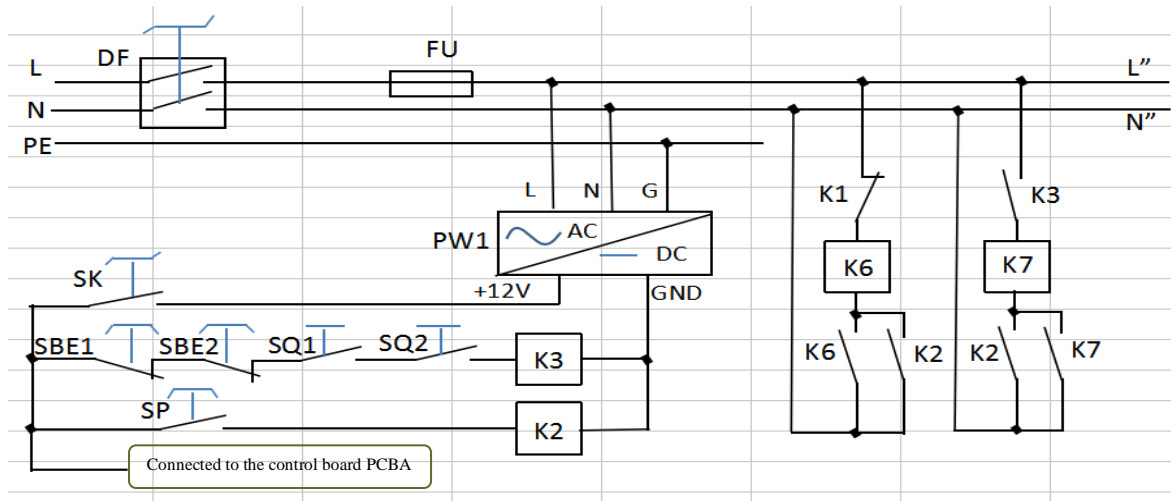 DF
FU
L
L”
N
N”
PE
L
N
G
K1
K3
PW1
AC
DC
K6
K7
SK
+12V
GND
SBE1
SBE2
SQ1
SQ2
K3
K6
K2
K2
K7
SP
K2
Connected to the control board PCBA